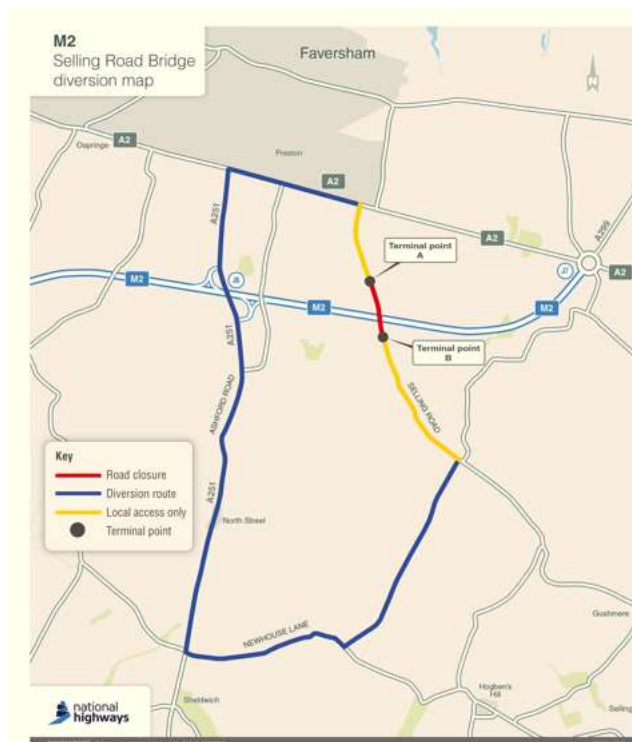 M2
Selling Road Bridge
diversion map
Faversham
N
A2
Ospringe
Preston
A2
A251
A299
Terminal point
A
A2
A2
M2
M2
M2
A251
Terminal point
B
ASHFORD ROAD
SELLING ROAD
Key
Road closure
Diversion route
Local access only
Terminal point
A251
North Street
NEWHOUSE LANE
Gushmere
Sheldwich
Hogben's
Hill
Selling
national
highways